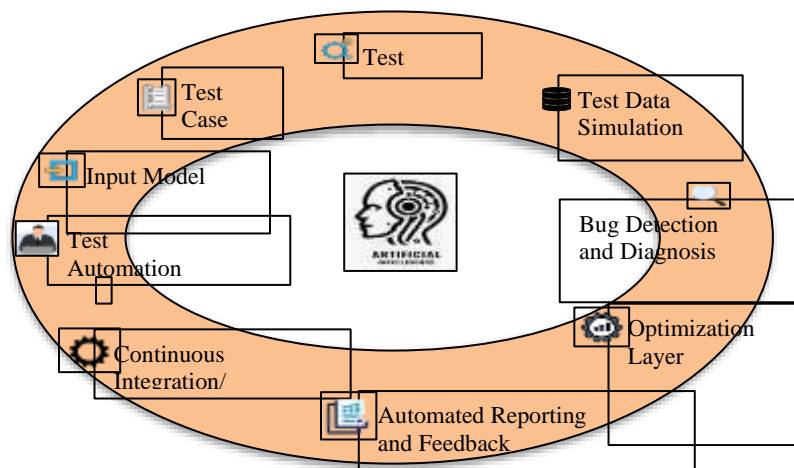 Test
Test
Case
Test Data
Simulation
Input Model
Bug Detection
and Diagnosis
Test
Automation
ARTIFICIAL
Optimization
Layer
Continuous
Integration/
Automated Reporting
and Feedback